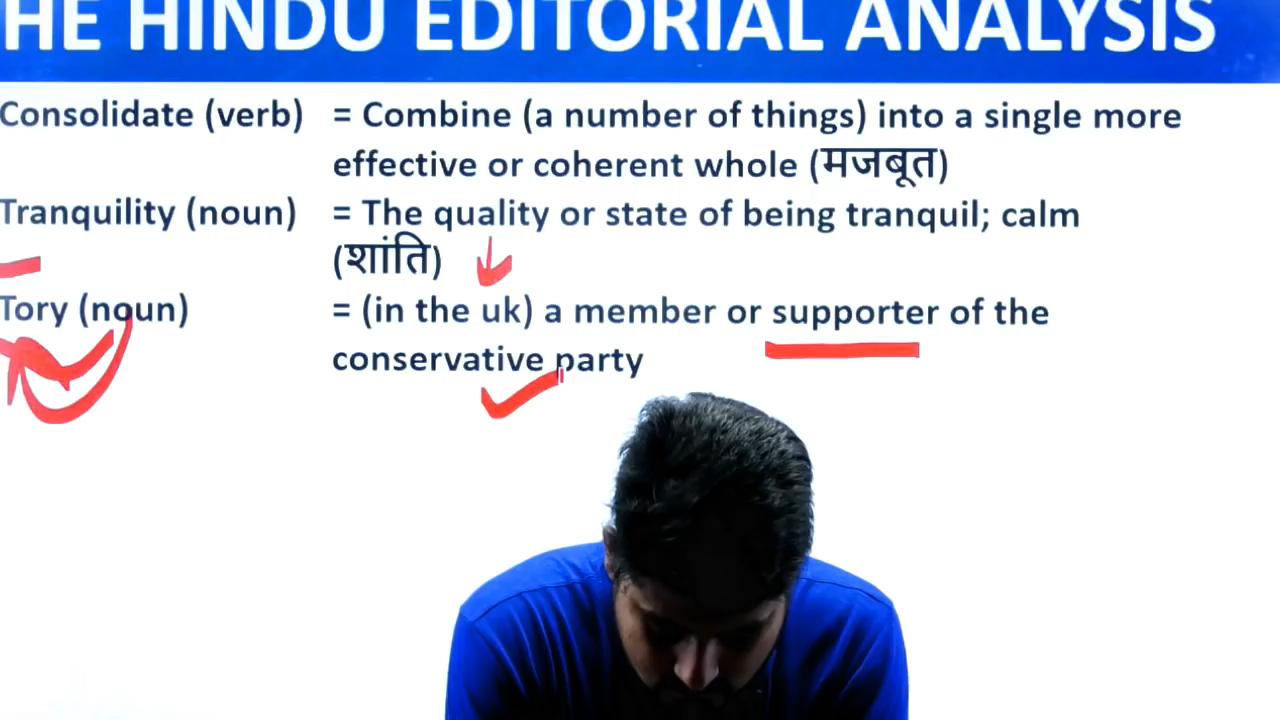 HE HINDU EDITORIAL ANALYSIS
Consolidate (verb) = Combine (a number of things) into a single more
effective or coherent whole (मजबूत)
Tranquility (noun) = The quality or state of being tranquil; calm
(शांति)
Tory (noun) = (in the uk) a member or supporter of the
conservative party